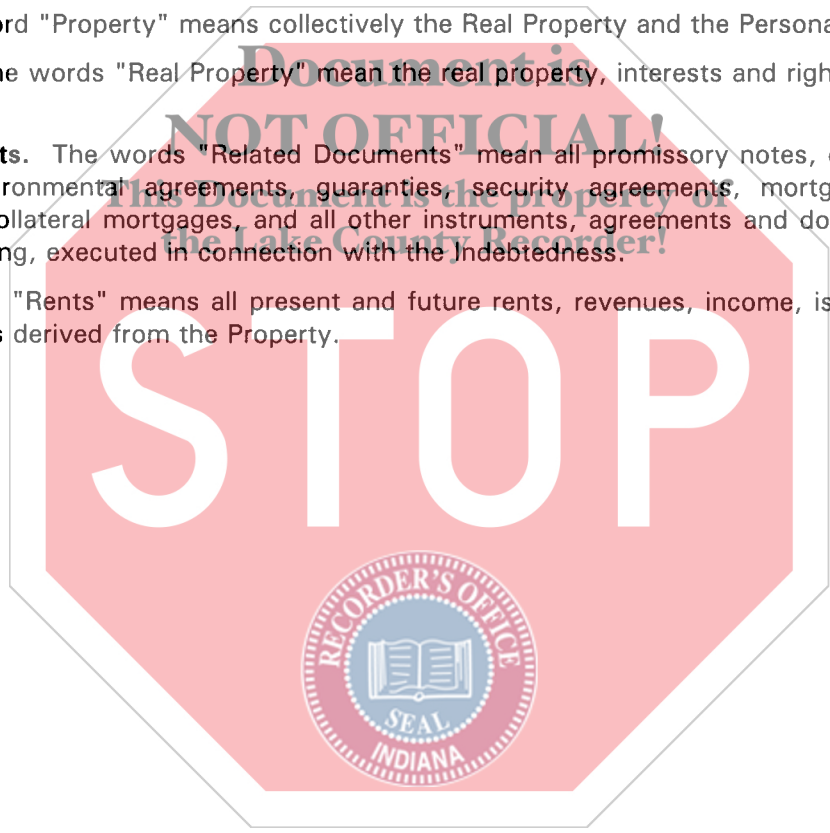 ord "Property" means collectively the Real Property and the Persona
ne words "Real Property" mean the real property, interests and righ
ts. The words "Related Documents" mean all promissory notes,
ironmental agreements, guaranties, security agreements, mortg
ollateral mortgages, and all other instruments, agreements and do
ng, executed in connection with the Indebtedness.
"Rents" means all present and future rents, revenues, income, is
s derived from the Property.
Document is
NOT OFFICIAL!
This Document is the property of
the Lake County Recorder!
STOP
RECORDER'S OFFICE
SEAL
INDIANA